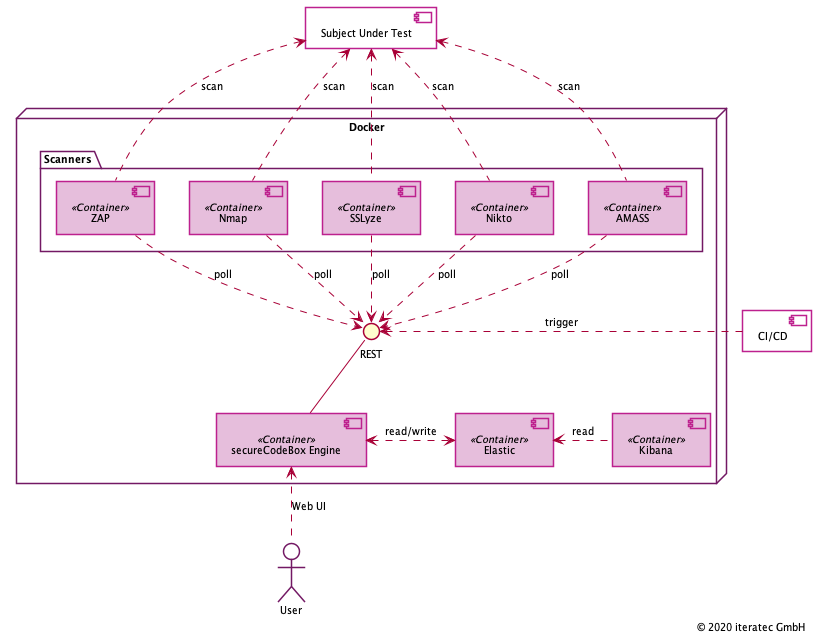 Subject Under Test
scan
scan
scan
scan
scan
Docker
Scanners
«Container»
ZAP
«Container»
Nmap
«Container»
SSLyze
«Container»
Nikto
«Container»
AMASS
poll
poll
poll
poll
poll
trigger
CI/CD
REST
«Container»
secureCodeBox Engine
read/write
«Container»
Elastic
read
«Container»
Kibana
Web UI
User
© 2020 iteratec GmbH